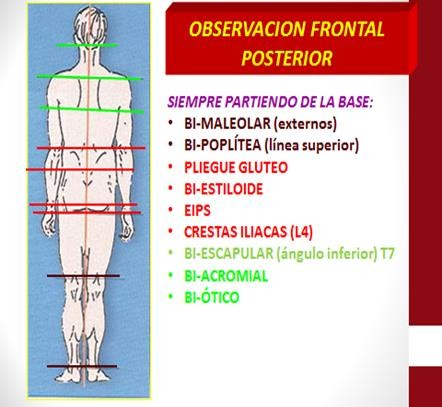 OBSERVACION FRONTAL
POSTERIOR
SIEMPRE PARTIENDO DE LA BASE:
• BI-MALEOLAR (externos)
• BI-POPLÍTEA (línea superior)
• PLIEGUE GLUTEO
• BI-ESTILOIDE
• EIPS
• CRESTAS ILIACAS (L4)
• BI-ESCAPULAR (ángulo inferior) T7
• BI-ACROMIAL
• BI-ÓTICO